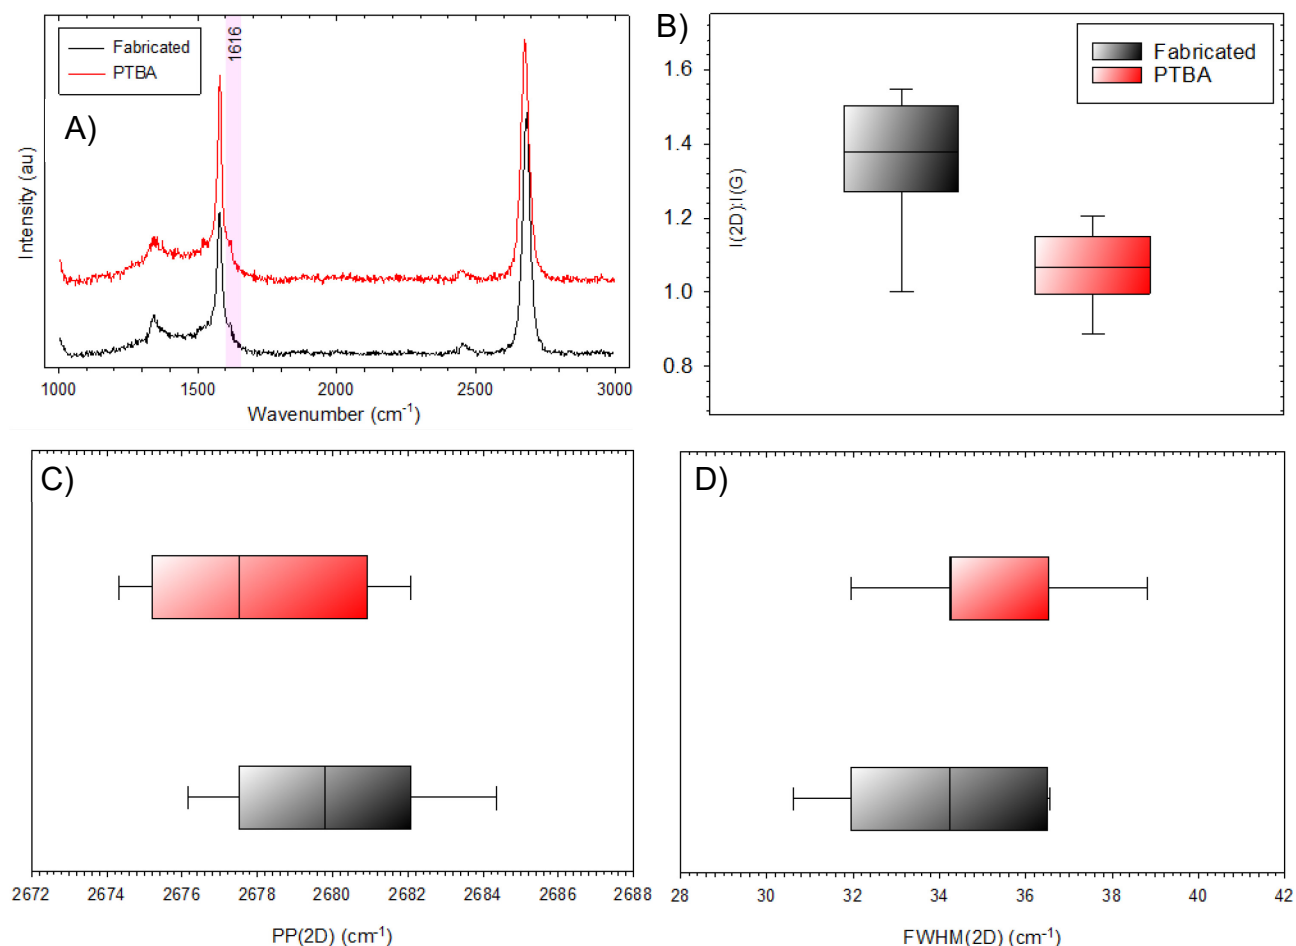 A)
Fabricated
PTBA
1616
Intensity (au)
1000 1500 2000 2500 3000
Wavenumber (cm⁻¹)
B)
Fabricated
PTBA
I(2D):I(G)
1.6
1.4
1.2
1.0
0.8
C)
2672 2674 2676 2678 2680 2682 2684 2686 2688
PP(2D) (cm⁻¹)
D)
28 30 32 34 36 38 40 42
FWHM(2D) (cm⁻¹)